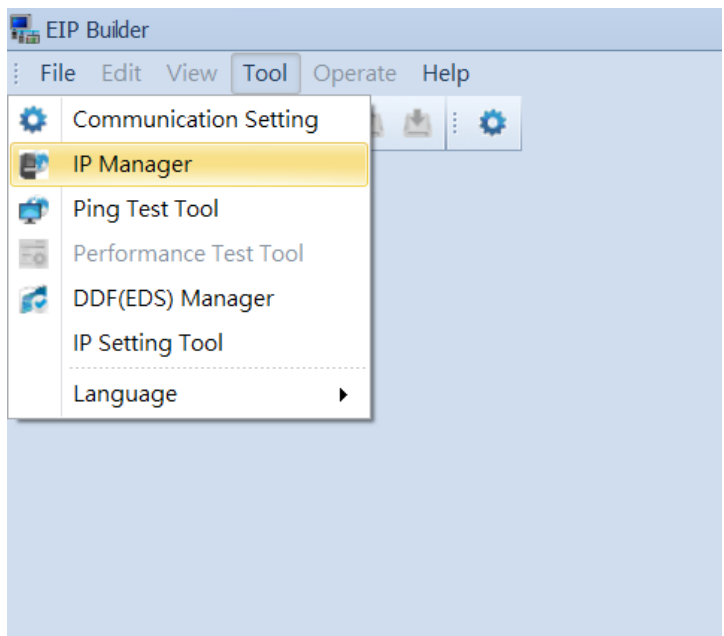 EIP Builder
File Edit View Tool Operate Help
Communication Setting
IP Manager
Ping Test Tool
Performance Test Tool
DDF(EDS) Manager
IP Setting Tool
Language